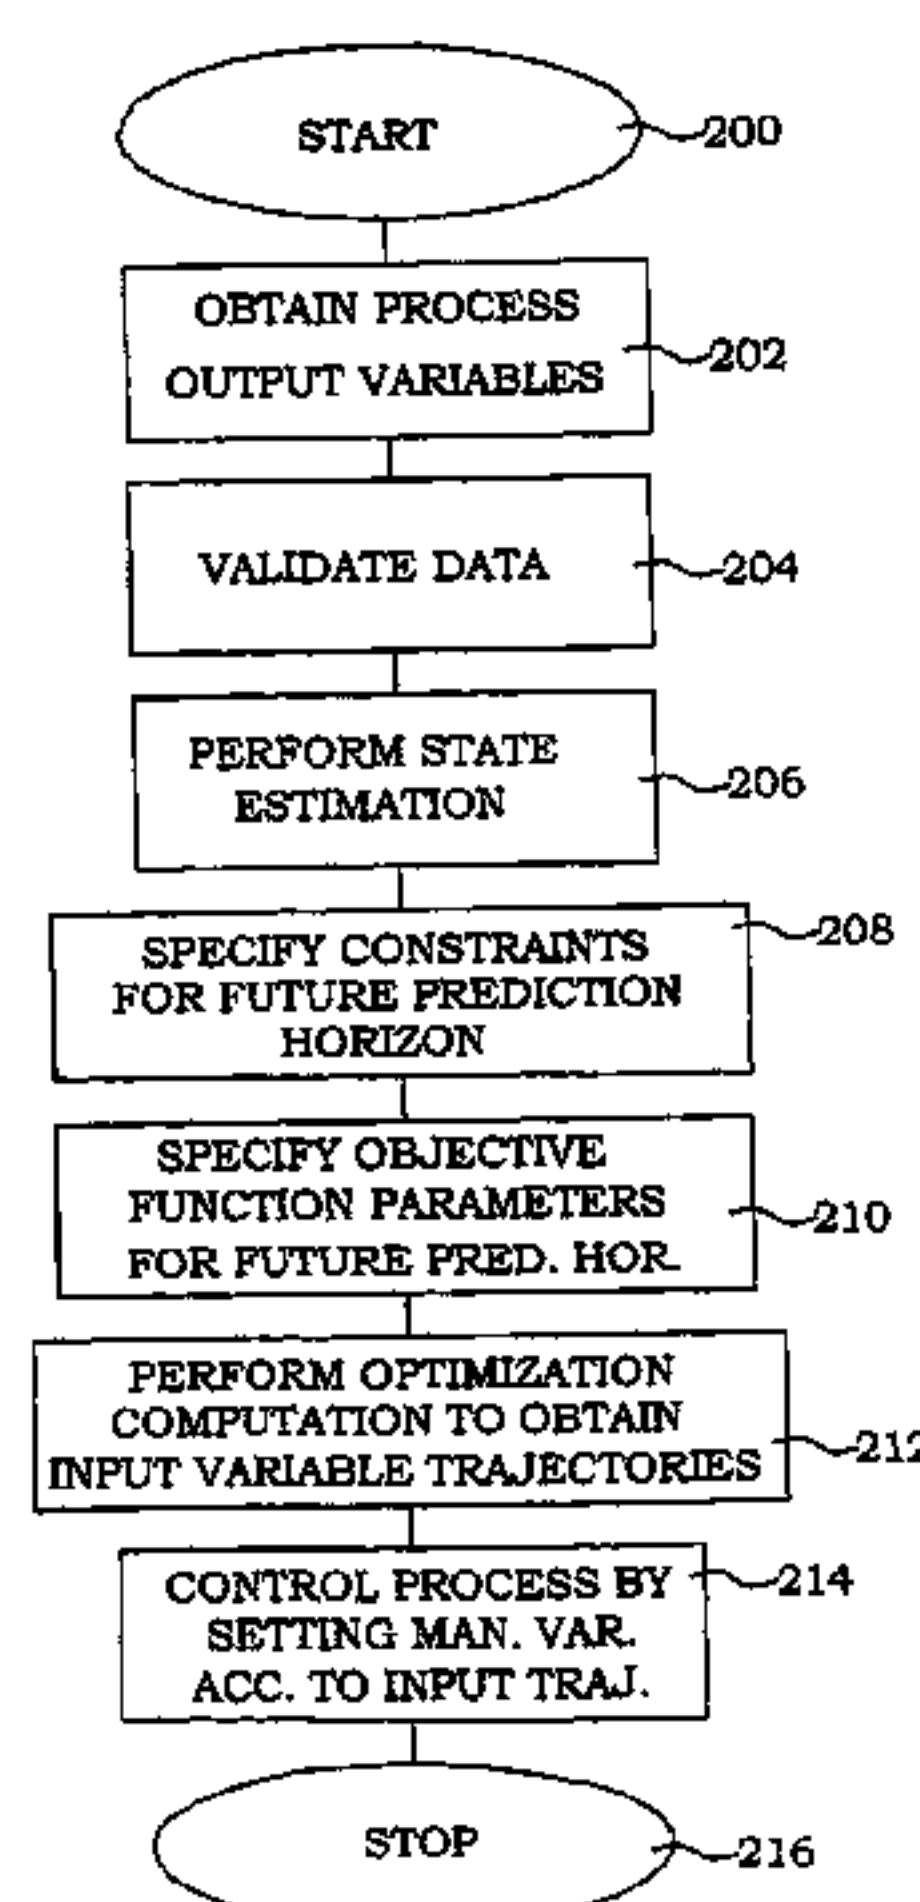 START
200
OBTAIN PROCESS
OUTPUT VARIABLES
202
VALIDATE DATA
204
PERFORM STATE
ESTIMATION
206
SPECIFY CONSTRAINTS
FOR FUTURE PREDICTION
HORIZON
208
SPECIFY OBJECTIVE
FUNCTION PARAMETERS
FOR FUTURE PRED. HOR.
210
PERFORM OPTIMIZATION
COMPUTATION TO OBTAIN
INPUT VARIABLE TRAJECTORIES
212
CONTROL PROCESS BY
SETTING MAN. VAR.
ACC. TO INPUT TRAJ.
214
STOP
216